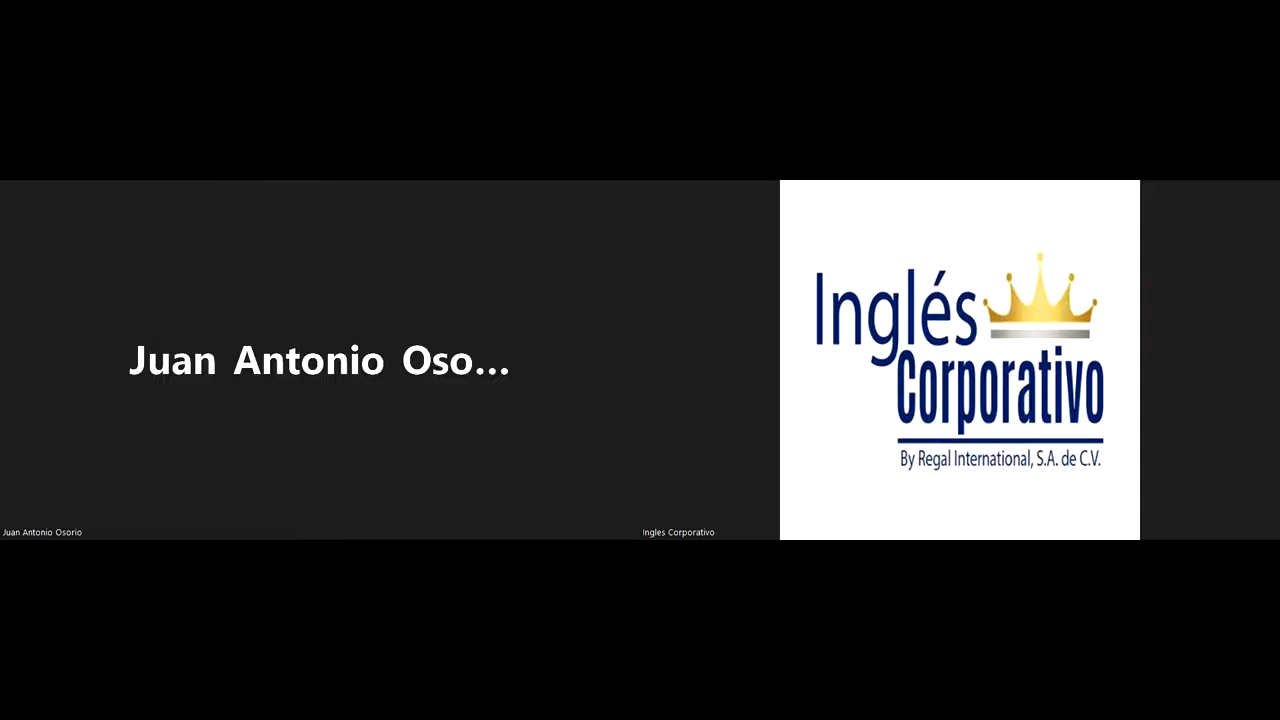 Juan Antonio Oso...
Juan Antonio Osorio
Inglés
Corporativo
By Regal International, S.A. de C.V.
Ingles Corporativo